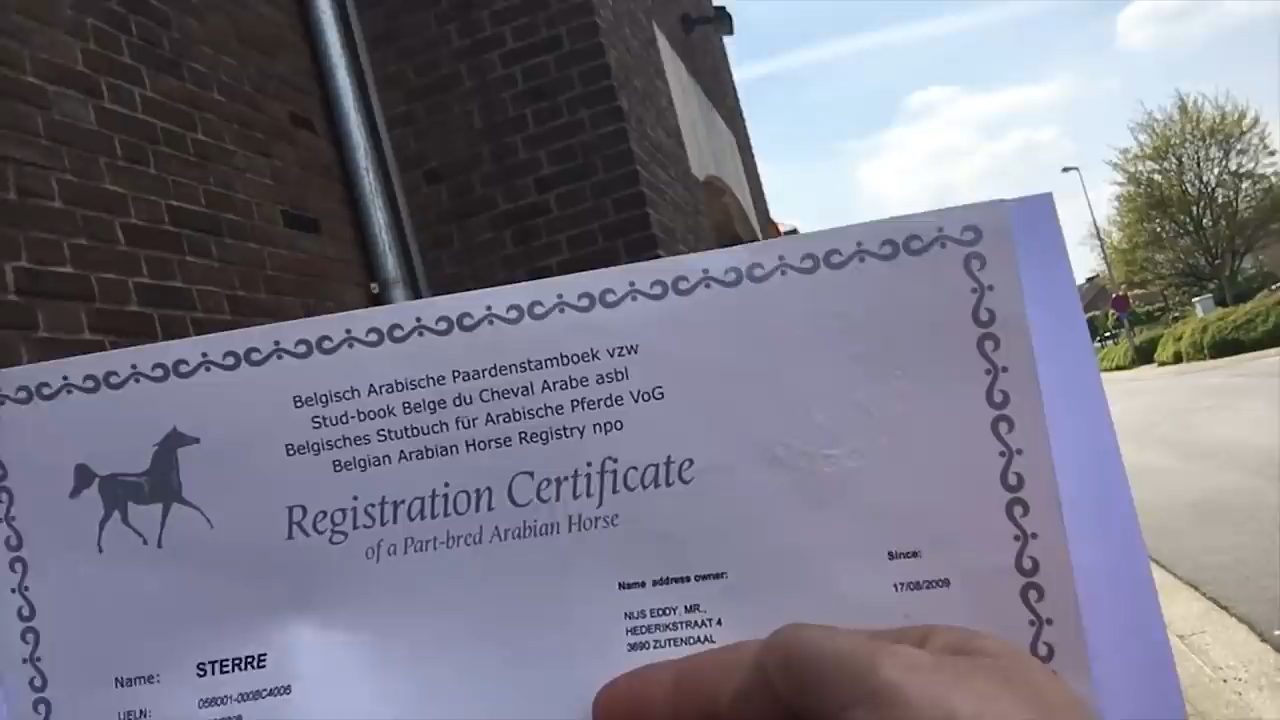 Belgisch Arabische Paardenstamboek vzw
Stud-book Belge du Cheval Arabe asbl
Belgisches Stutbuch für Arabische Pferde VoG
Belgian Arabian Horse Registry npo
Registration Certificate
of a Part-bred Arabian Horse
Name address owner:
Since:
NIJS EDDY, MR.,
17/08/2009
HEDERIKSTRAAT 4
3690 ZUTENDAAL
Name: STERRE
UELN: 056001-0008C4006